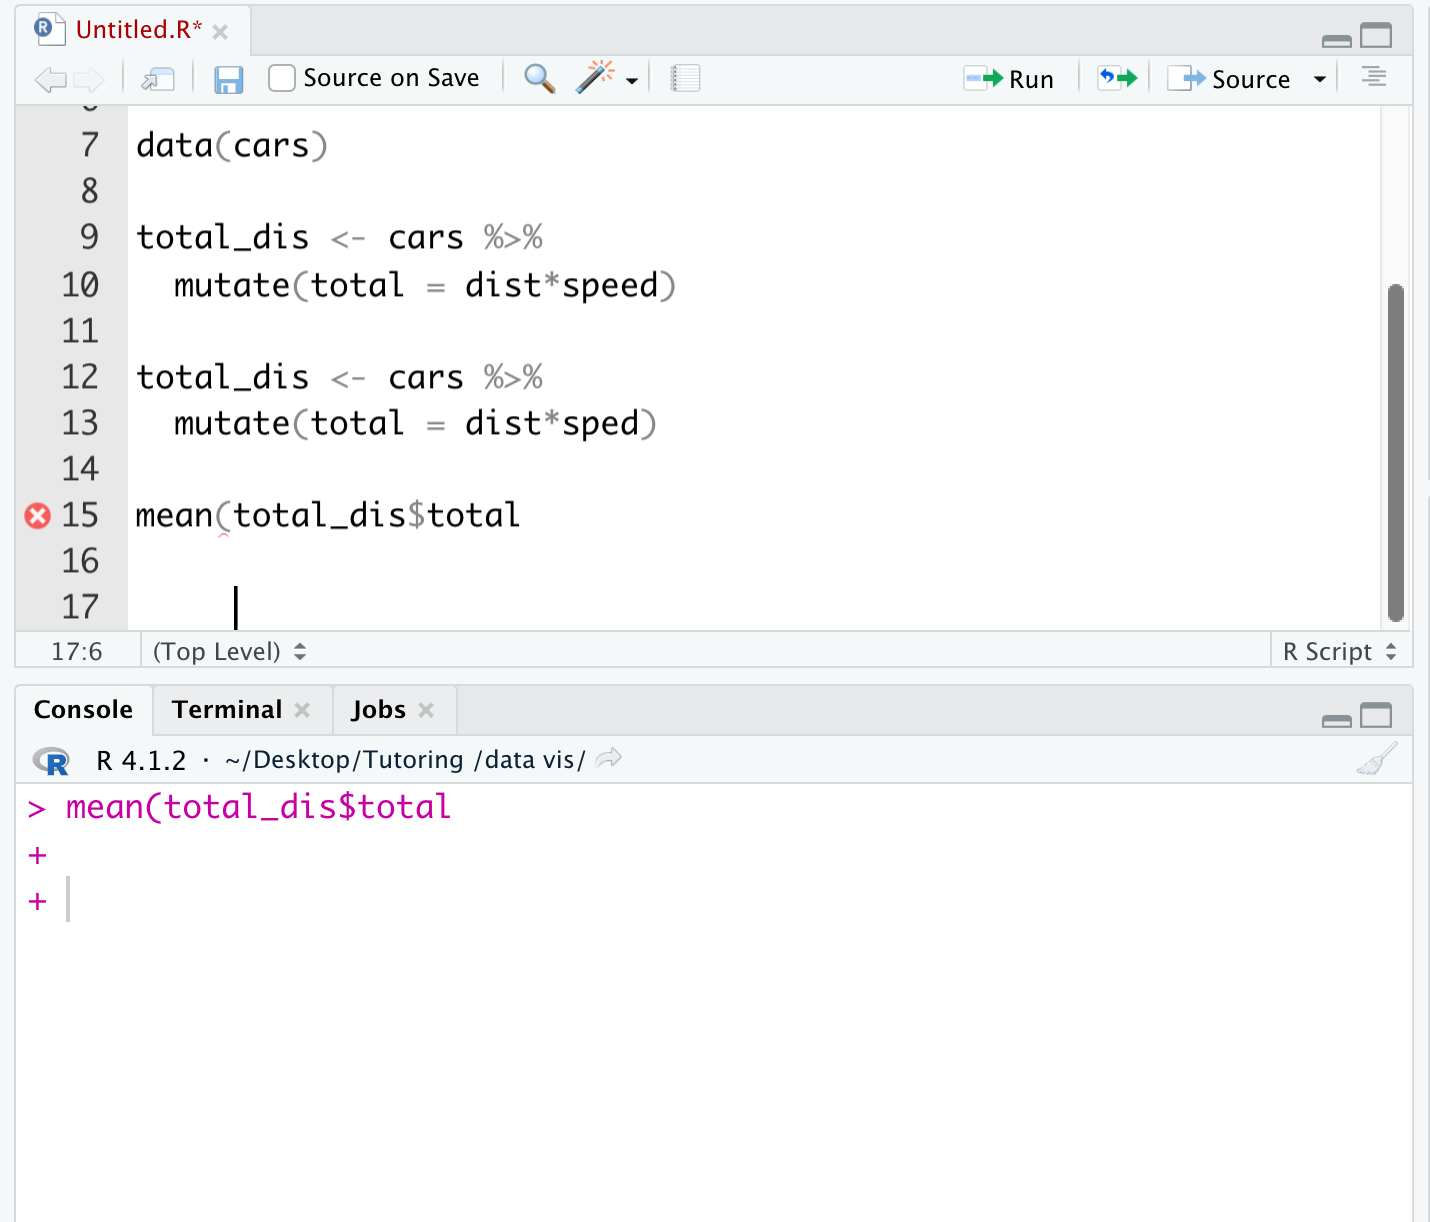 Untitled.R*
Source on Save Run Source
7 data(cars)
8
9 total_dis <- cars %>%
10 mutate(total = dist*speed)
11
12 total_dis <- cars %>%
13 mutate(total = dist*sped)
14
15 mean(total_dis$total
16
17
17:6 (Top Level) R Script
Console Terminal Jobs
R R 4.1.2 · ~/Desktop/Tutoring /data vis/
> mean(total_dis$total
+
+